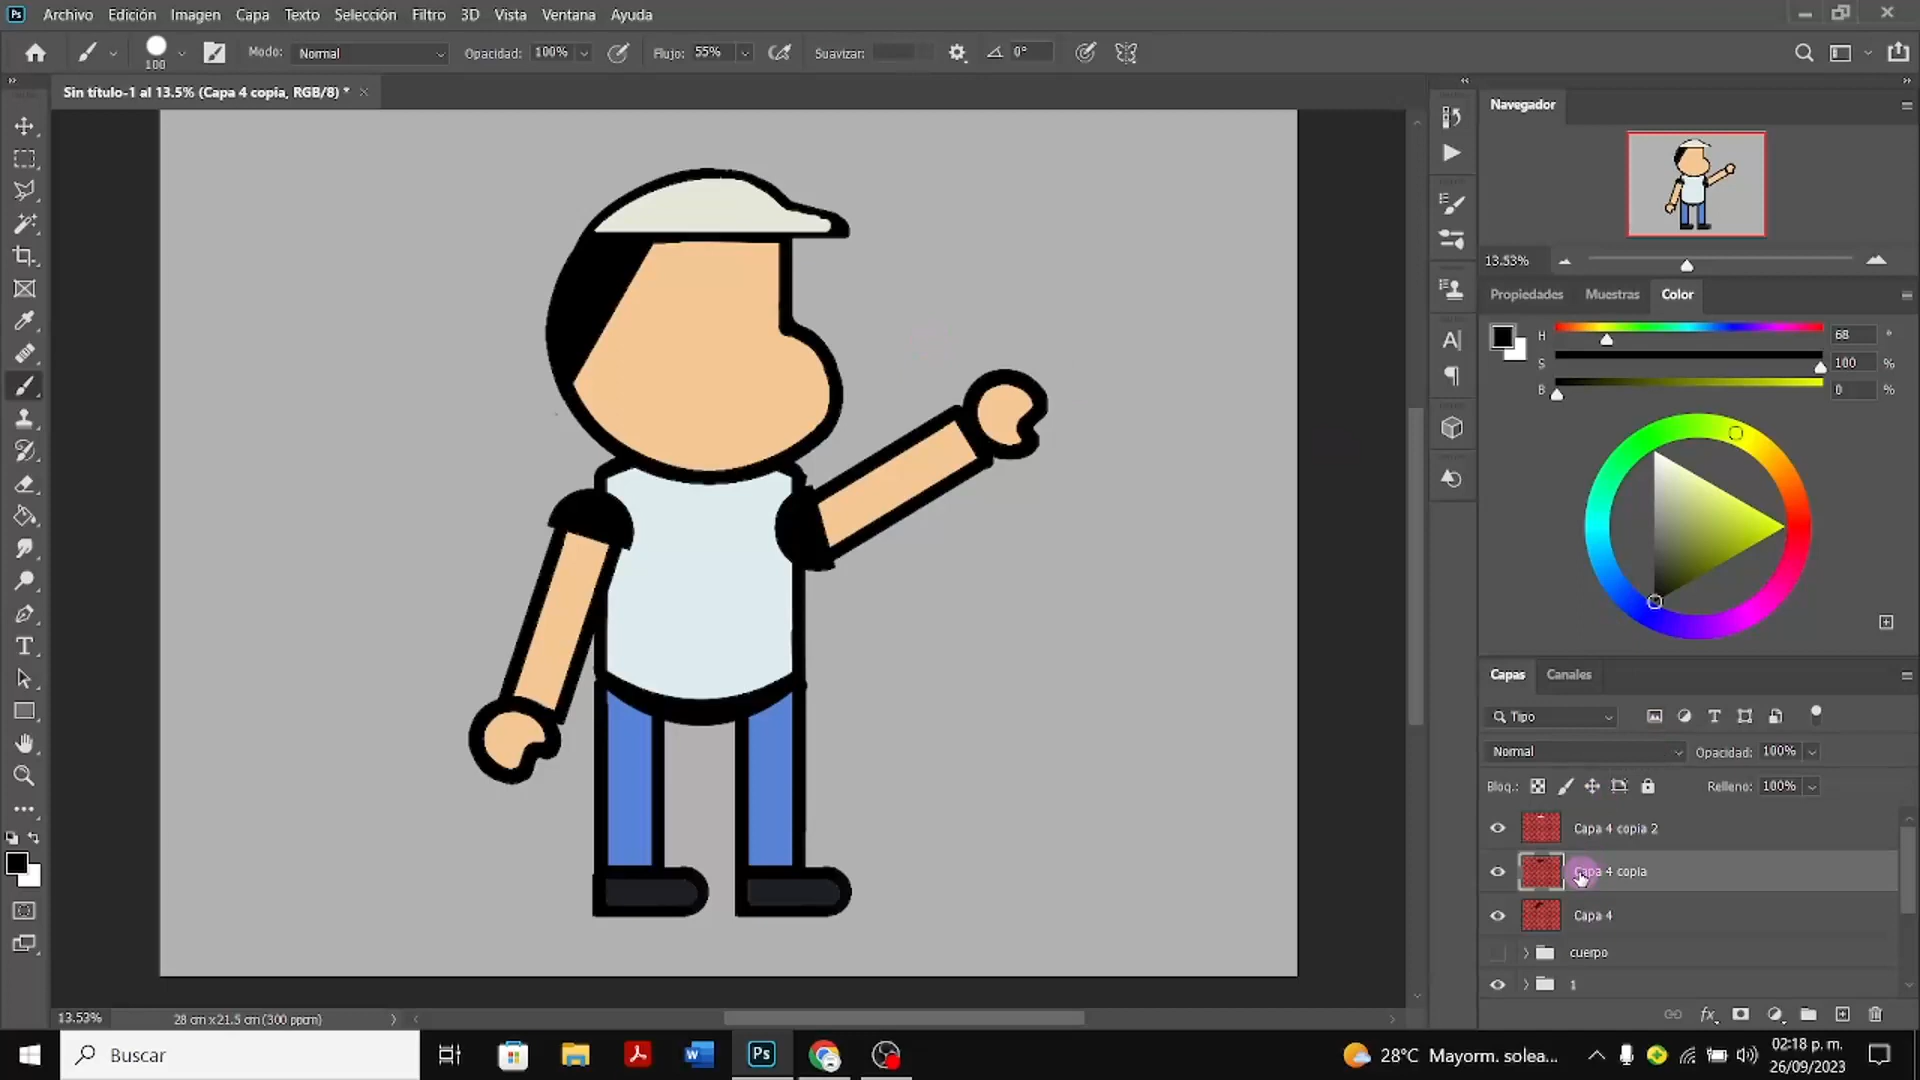 Ps Archivo Edición Imagen Capa Texto Selección Filtro 3D Vista Ventana Ayuda
100 Modo: Normal Opacidad: 100% Flujo: 55% Suavizar: 0°
Sin título-1 al 13.5% (Capa 4 copia, RGB/8) *
Navegador
13.53%
Propiedades Muestras Color
H 68 °
S 100 %
B 0 %
Capas Canales
Tipo
Normal Opacidad: 100%
Bloq.: Relleno: 100%
Capa 4 copia 2
Capa 4 copia
Capa 4
cuerpo
1
fx
13.53% 28 cm x 21.5 cm (300 ppcm)
Buscar
Ps
28°C Mayorm. solea...
02:18 p. m.
26/09/2023